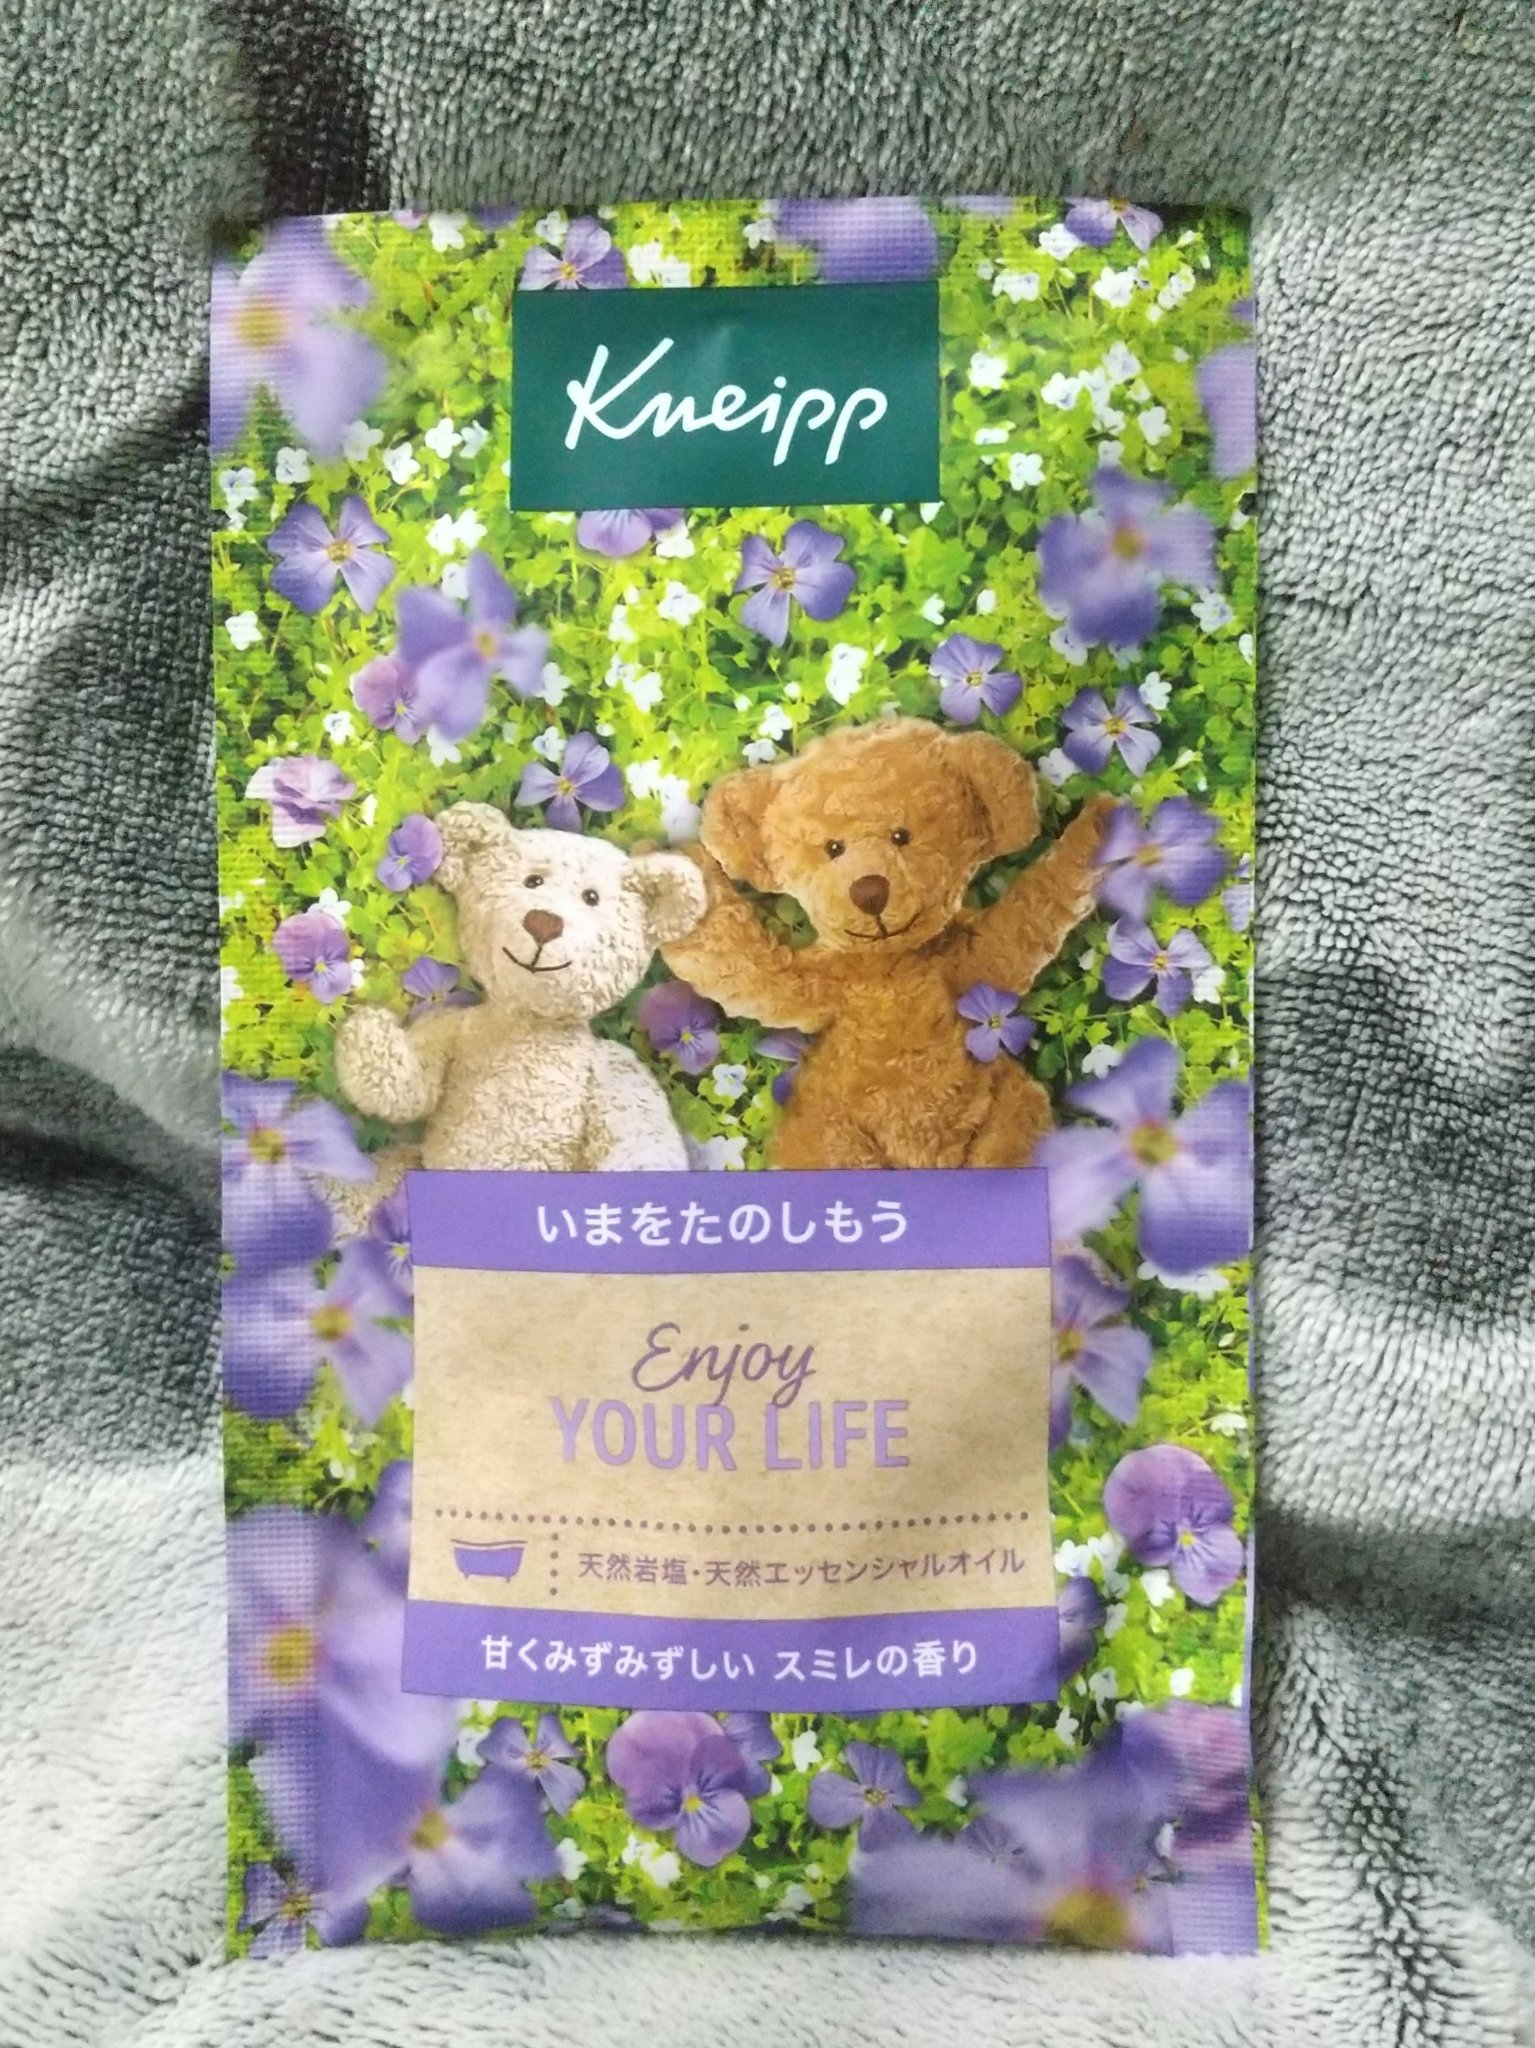 Kneipp
いまをたのしもう
Enjoy
YOUR LIFE
天然岩塩・天然エッセンシャルオイル
甘くみずみずしい スミレの香り